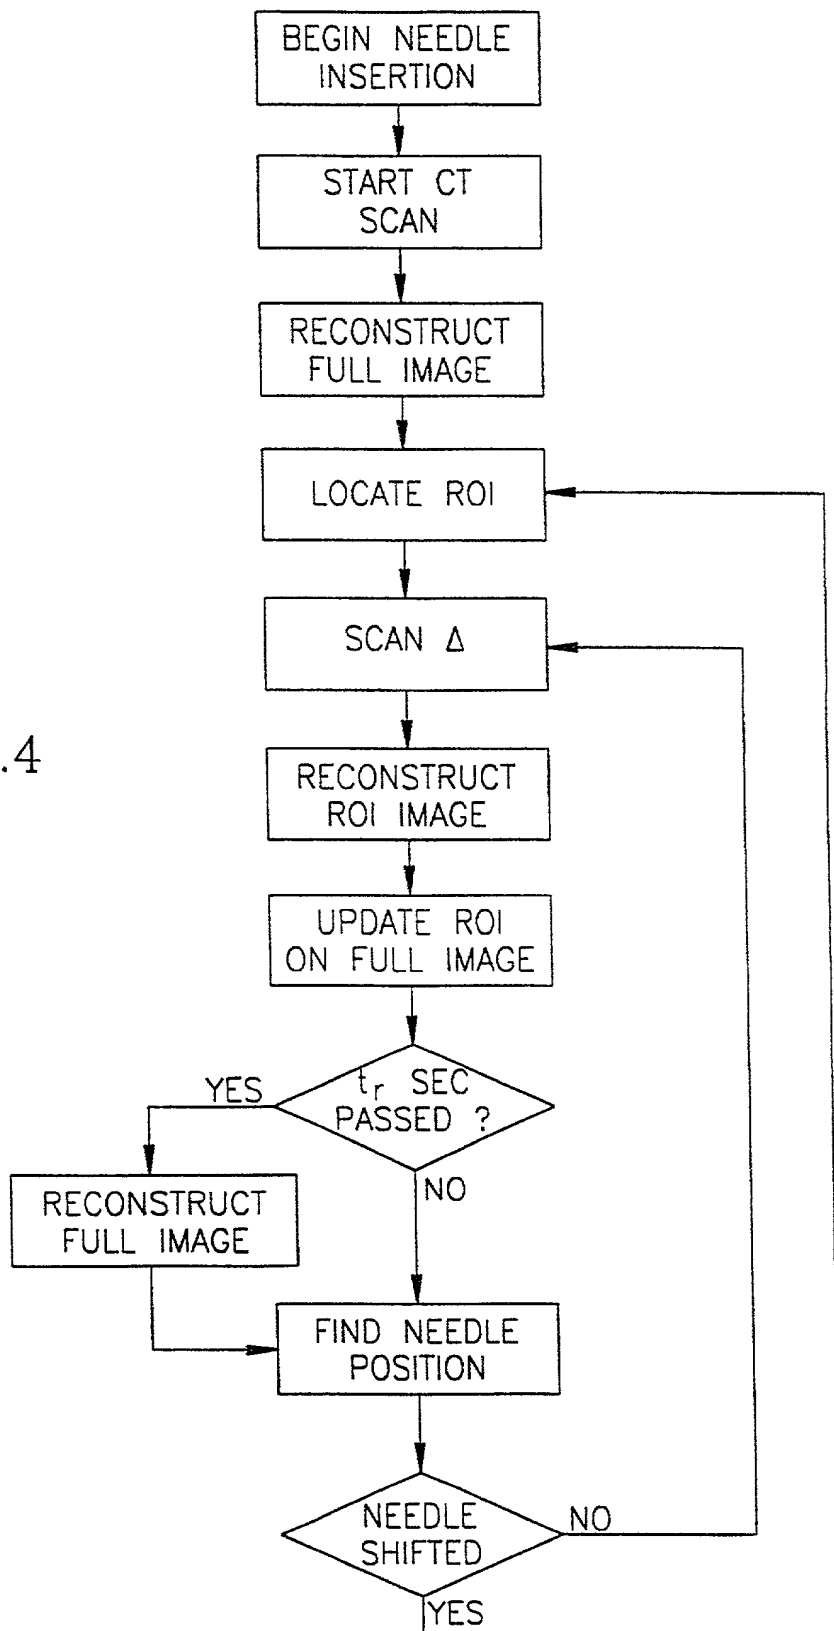 BEGIN NEEDLE
INSERTION
START CT
SCAN
RECONSTRUCT
FULL IMAGE
LOCATE ROI
SCAN Δ
.4
RECONSTRUCT
ROI IMAGE
UPDATE ROI
ON FULL IMAGE
YES
tr SEC
PASSED ?
NO
RECONSTRUCT
FULL IMAGE
FIND NEEDLE
POSITION
NEEDLE
SHIFTED
NO
YES